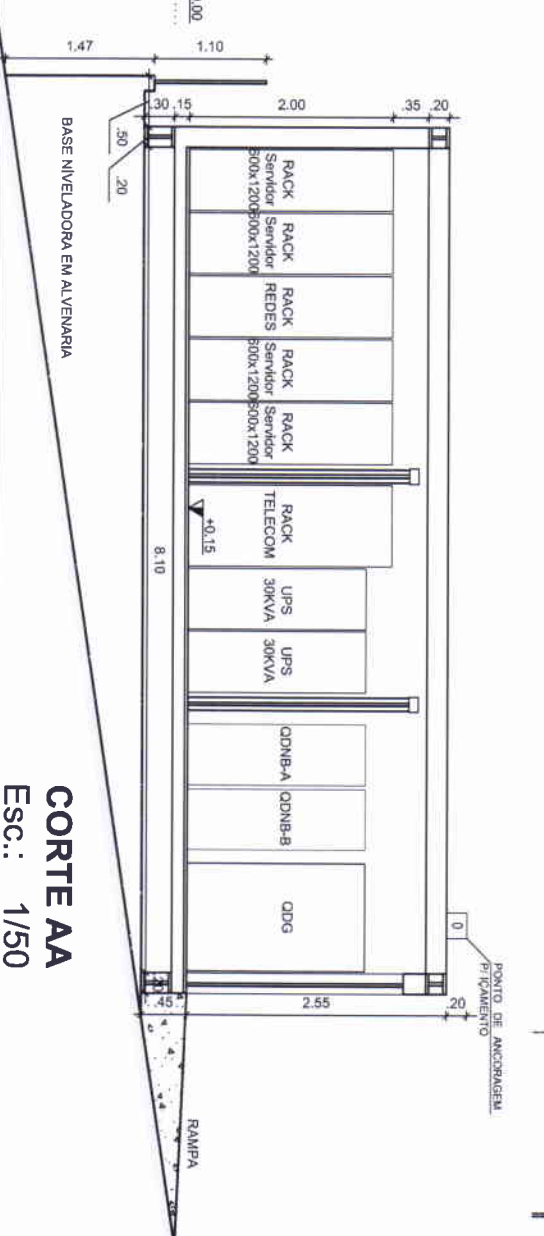 .00
1.47
1.10
.30 .15
2.00
.35 .20
.50
.20
BASE NIVELADORA EM ALVENARIA
RACK
Servidor
600x1200
RACK
Servidor
600x1200
RACK
REDES
RACK
Servidor
600x1200
RACK
Servidor
600x1200
RACK
TELECOM
+0.15
UPS
30KVA
UPS
30KVA
QDNB-A
QDNB-B
QDG
8.10
0
PONTO DE ANCORAGEM
P/ IÇAMENTO
.20
.45
2.55
.20
RAMPA
CORTE AA
Esc.: 1/50